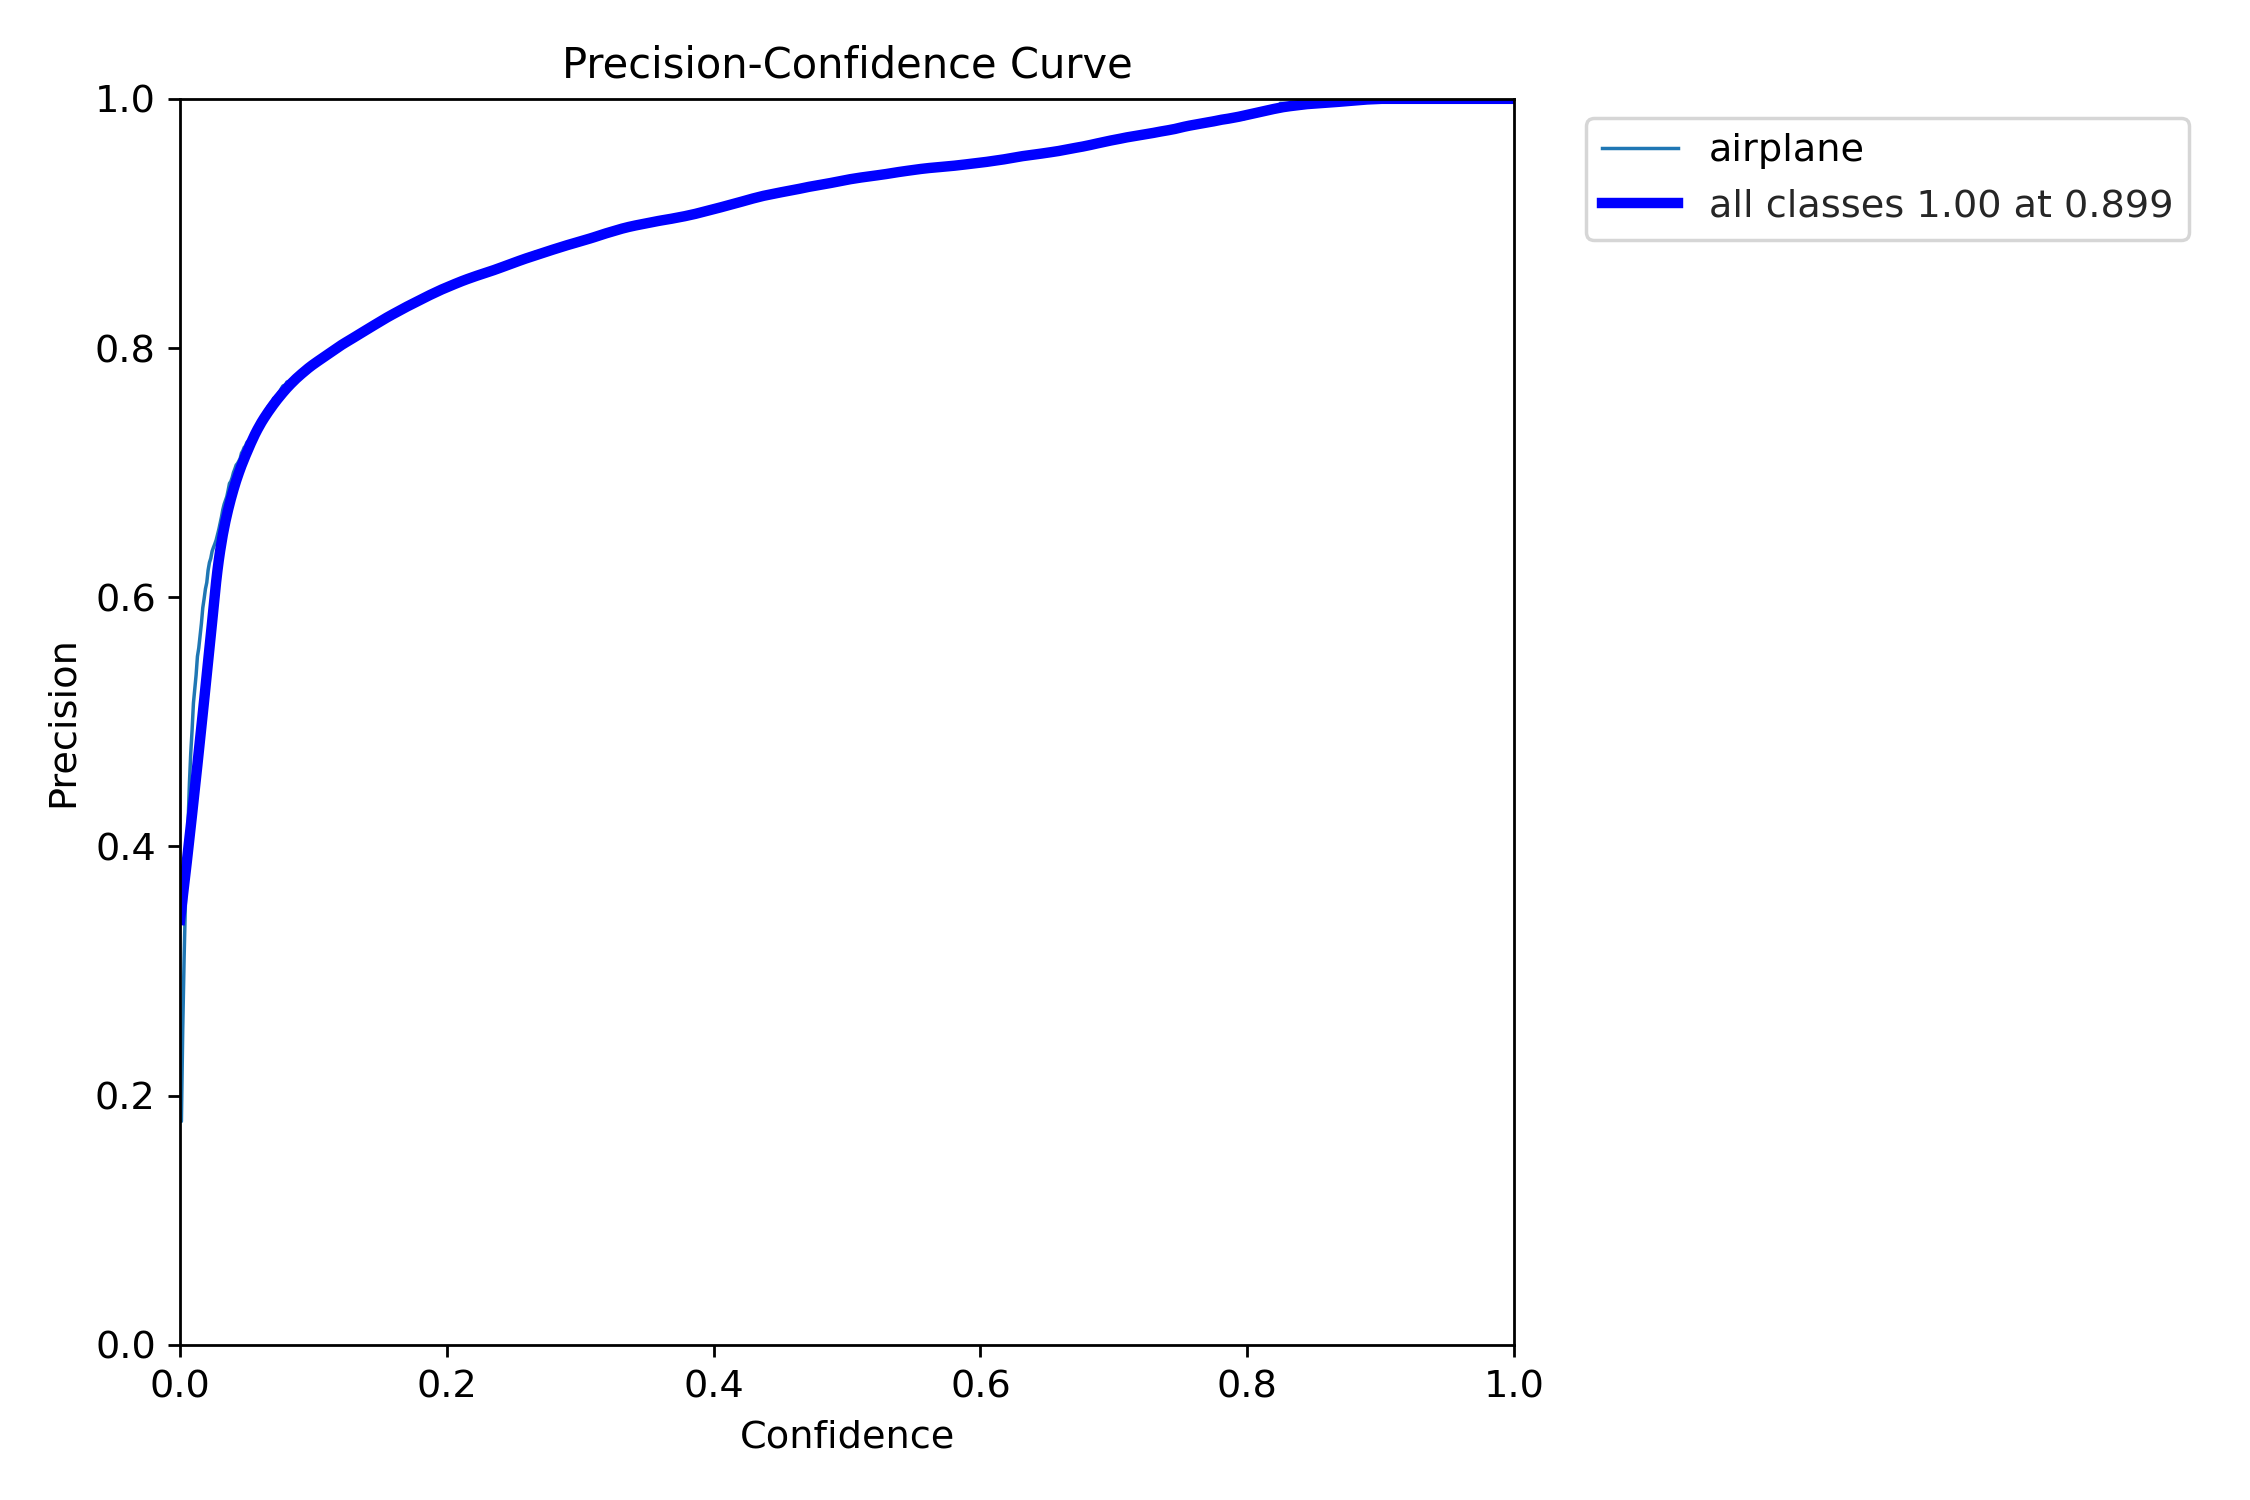 Precision-Confidence Curve
1.0
0.8
0.6
0.4
0.2
0.0
Precision
0.0 0.2 0.4 0.6 0.8 1.0
Confidence
airplane
all classes 1.00 at 0.899